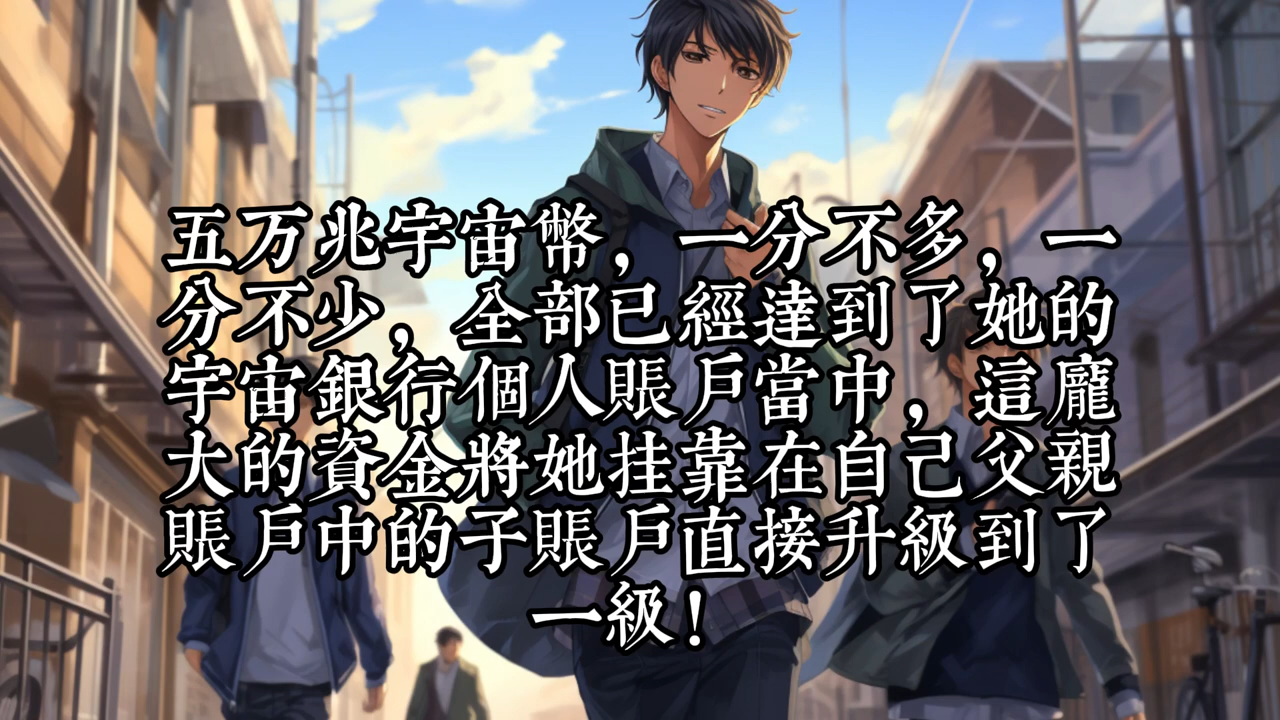 五万兆宇宙幣，一分不多，一
分不少，全部已經達到了她的
宇宙銀行個人賬戶當中，這龐
大的資金將她挂靠在自己父親
賬戶中的子賬戶直接升級到了
一級！